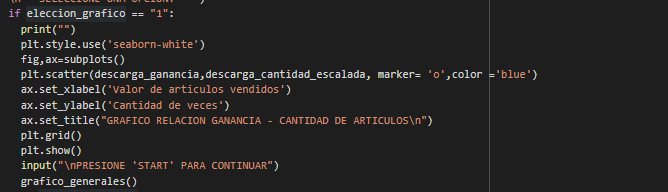 if eleccion_grafico == "1":
print("")
plt.style.use('seaborn-white')
fig,ax=subplots()
plt.scatter(descarga_ganancia,descarga_cantidad_escalada, marker= 'o',color ='blue')
ax.set_xlabel('Valor de articulos vendidos')
ax.set_ylabel('Cantidad de veces')
ax.set_title("GRAFICO RELACION GANANCIA - CANTIDAD DE ARTICULOS\n")
plt.grid()
plt.show()
input("\nPRESIONE 'START' PARA CONTINUAR")
grafico_generales()